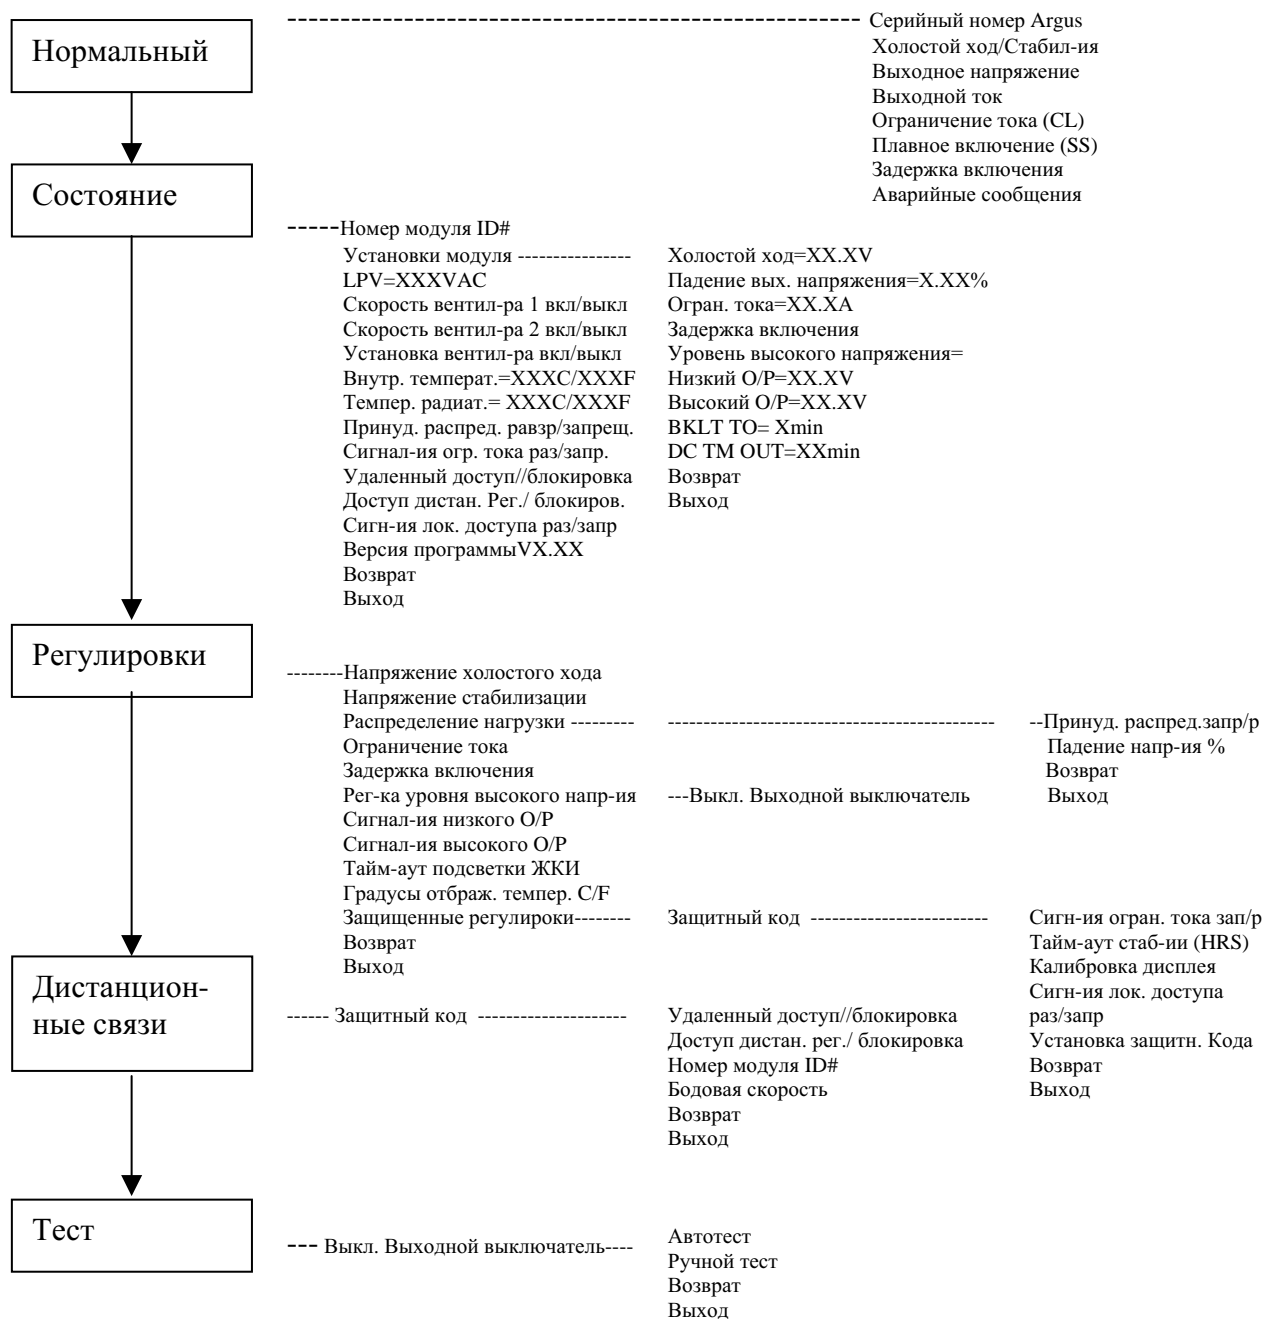 Нормальный
------------------------------------------------------- Серийный номер Argus
Холостой ход/Стабил-ия
Выходное напряжение
Выходной ток
Ограничение тока (CL)
Плавное включение (SS)
Задержка включения
Аварийные сообщения
Состояние
-----Номер модуля ID#
Установки модуля ----------------
LPV=XXXVAC
Скорость вентил-ра 1 вкл/выкл
Скорость вентил-ра 2 вкл/выкл
Установка вентил-ра вкл/выкл
Внутр. температ.=XXXC/XXXF
Темпер. радиат.= XXXC/XXXF
Принуд. распред. равзр/запрещ.
Сигнал-ия огр. тока раз/запр.
Удаленный доступ//блокировка
Доступ дистан. Рег./ блокиров.
Сигн-ия лок. доступа раз/запр
Версия программыVX.XX
Возврат
Выход
Холостой ход=XX.XV
Падение вых. напряжения=X.XX%
Огран. тока=XX.XA
Задержка включения
Уровень высокого напряжения=
Низкий O/P=XX.XV
Высокий O/P=XX.XV
BKLT TO= Xmin
DC TM OUT=XXmin
Возврат
Выход
Регулировки
--------Напряжение холостого хода
Напряжение стабилизации
Распределение нагрузки ---------
Ограничение тока
Задержка включения
Рег-ка уровня высокого напр-ия
Сигнал-ия низкого O/P
Сигнал-ия высокого O/P
Тайм-аут подсветки ЖКИ
Градусы отбраж. темпер. C/F
Защищенные регулироки--------
Возврат
Выход
----------------------------------------------
---Выкл. Выходной выключатель
Защитный код -------------------------
--Принуд. распред.запр/р
Падение напр-ия %
Возврат
Выход
Сигн-ия огран. тока зап/р
Тайм-аут стаб-ии (HRS)
Калибровка дисплея
Сигн-ия лок. доступа
раз/запр
Установка защитн. Кода
Возврат
Выход
Дистанцион-
ные связи
------ Защитный код ---------------------
Удаленный доступ//блокировка
Доступ дистан. рег./ блокировка
Номер модуля ID#
Бодовая скорость
Возврат
Выход
Тест
--- Выкл. Выходной выключатель----
Автотест
Ручной тест
Возврат
Выход